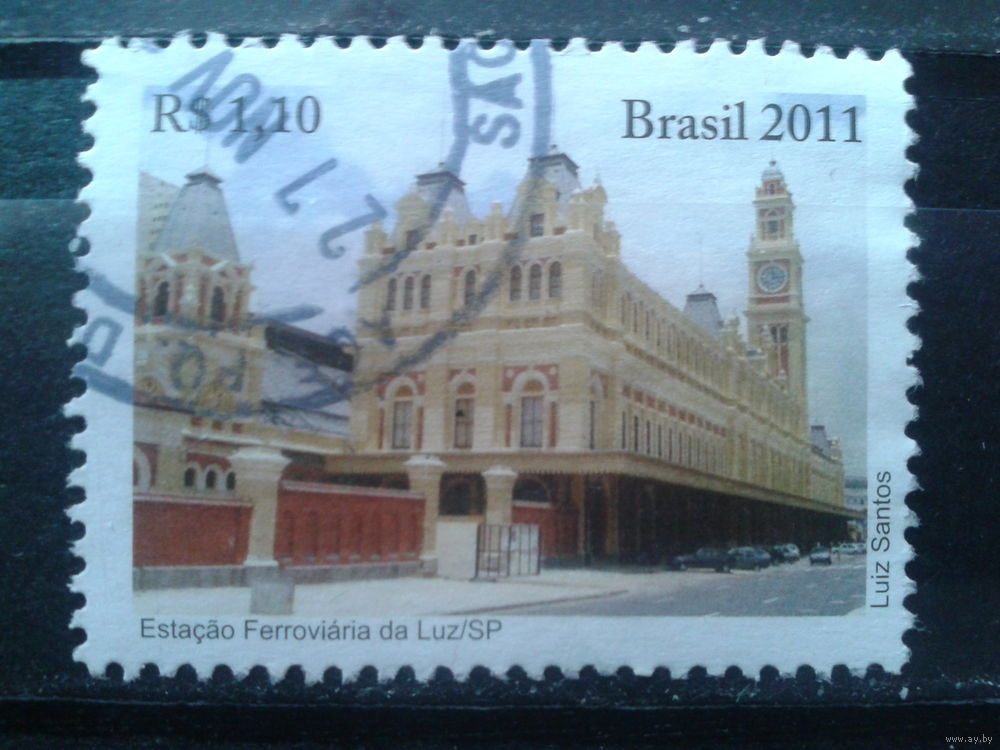 R$ 1,10
Brasil 2011
Luiz Santos
Estação Ferroviária da Luz/SP
www.ay.by